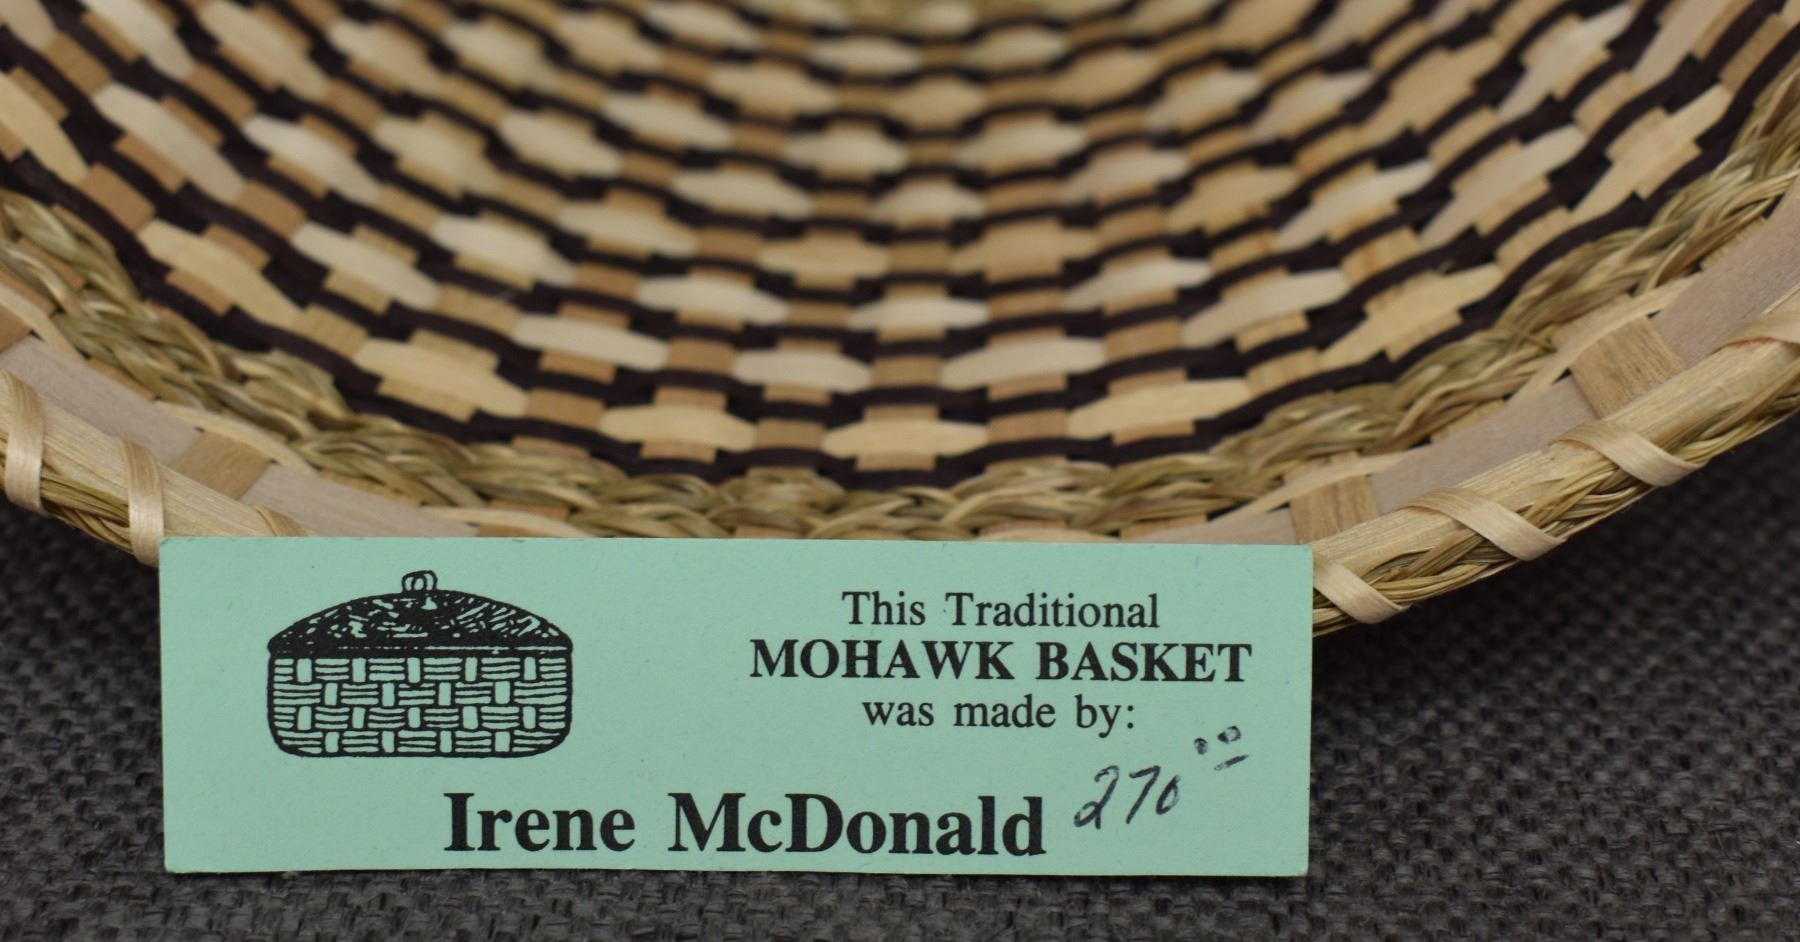 This Traditional
MOHAWK BASKET
was made by:
Irene McDonald 270.00